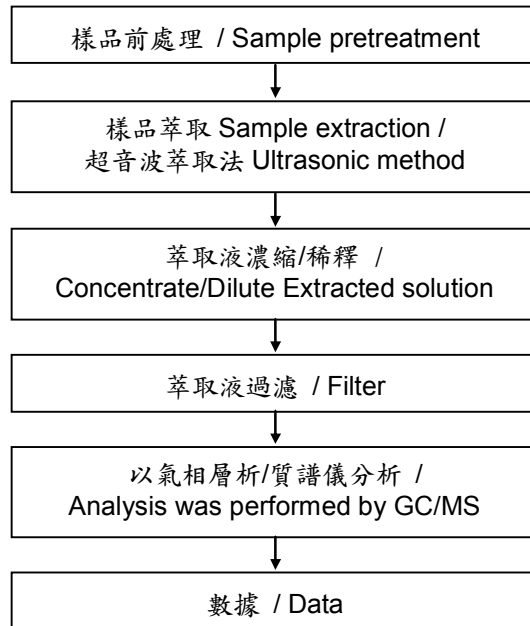 樣品前處理 / Sample pretreatment
樣品萃取 Sample extraction /
超音波萃取法 Ultrasonic method
萃取液濃縮/稀釋 /
Concentrate/Dilute Extracted solution
萃取液過濾 / Filter
以氣相層析/質譜儀分析 /
Analysis was performed by GC/MS
數據 / Data